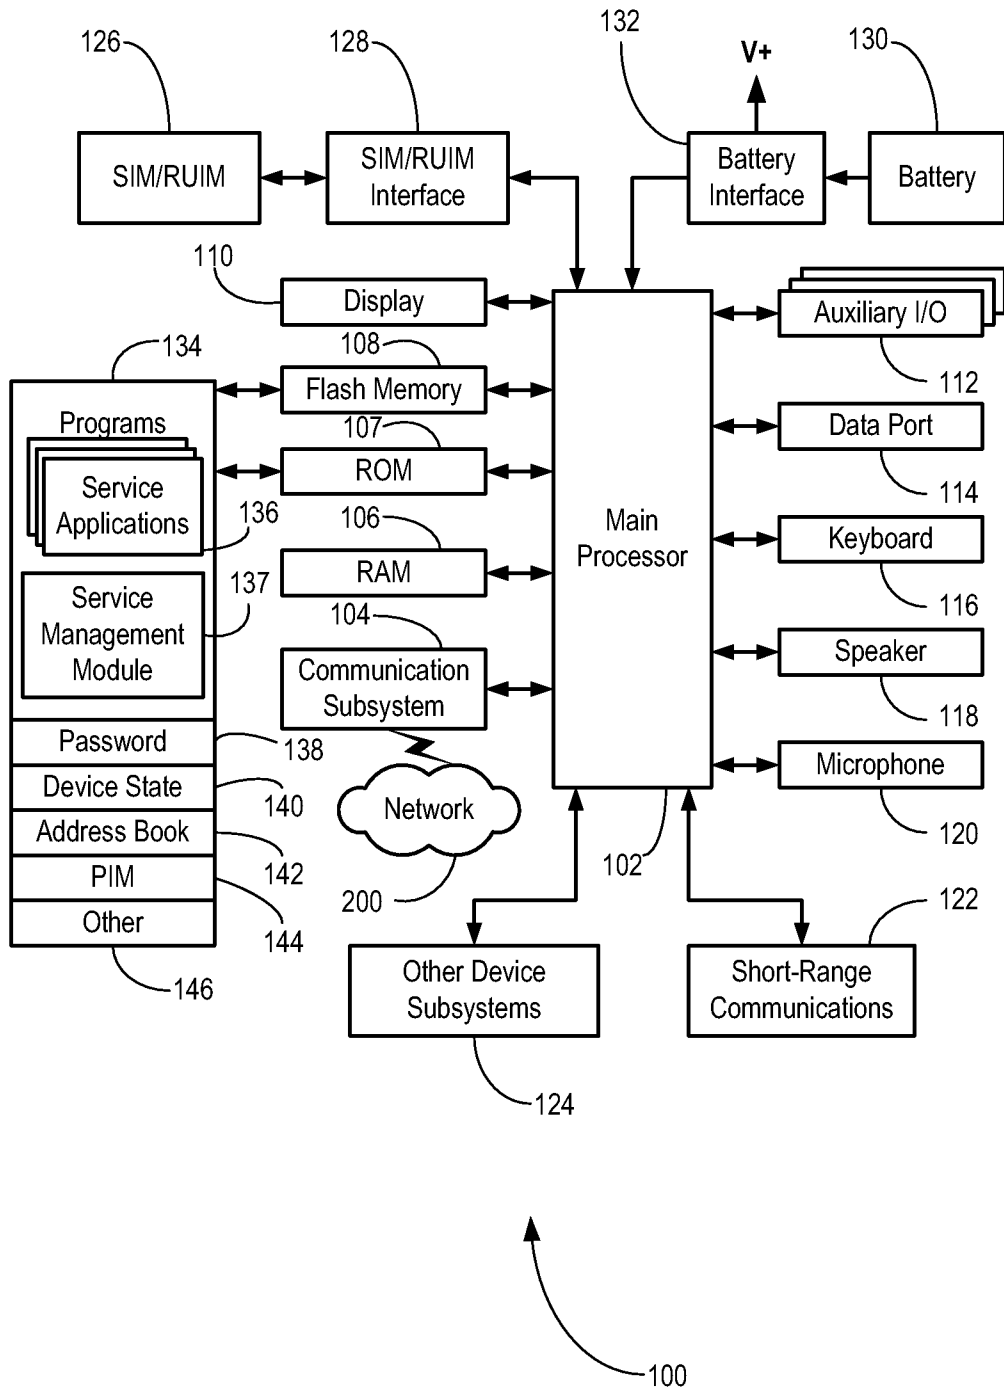 126
128
132
V+
130
SIM/RUIM
SIM/RUIM
Interface
Battery
Interface
Battery
110
Display
Auxiliary I/O
134
108
112
Flash Memory
Programs
107
Data Port
ROM
Service
Applications
136
114
106
Main
Processor
Keyboard
RAM
137
Service
Management
Module
104
116
Communication
Subsystem
Speaker
118
Password
138
Device State
140
Network
Microphone
Address Book
142
120
PIM
144
200
102
122
Other
146
Other Device
Subsystems
Short-Range
Communications
124
100